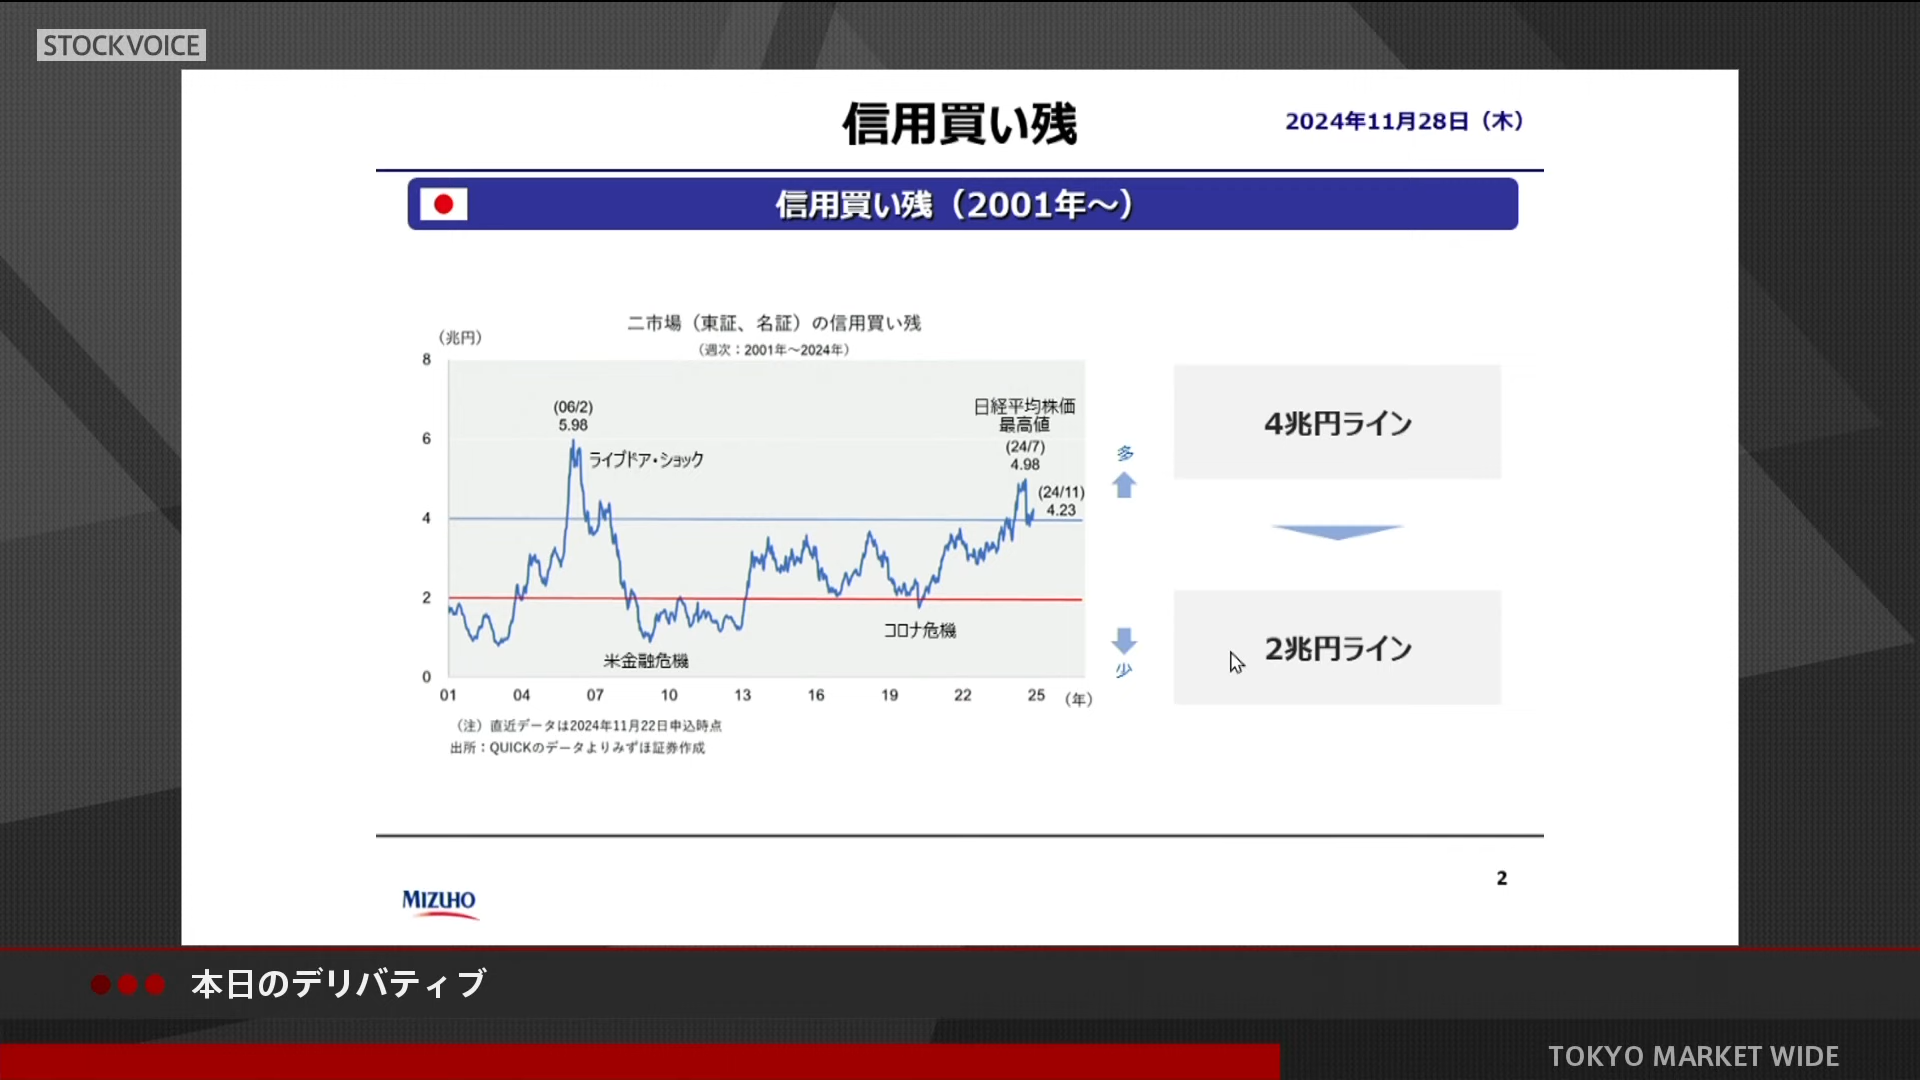 STOCKVOICE
信用買い残
2024年11月28日（木）
信用買い残（2001年～）
二市場（東証、名証）の信用買い残
（週次：2001年～2024年）
（兆円）
8
6
4
2
0
(06/2)
5.98
ライブドア・ショック
日経平均株価
最高値
(24/7)
4.98
(24/11)
4.23
コロナ危機
米金融危機
01 04 07 10 13 16 19 22 25 （年）
（注）直近データは2024年11月22日申込時点
出所：QUICKのデータよりみずほ証券作成
多
少
4兆円ライン
2兆円ライン
2
MIZUHO
本日のデリバティブ
TOKYO MARKET WIDE